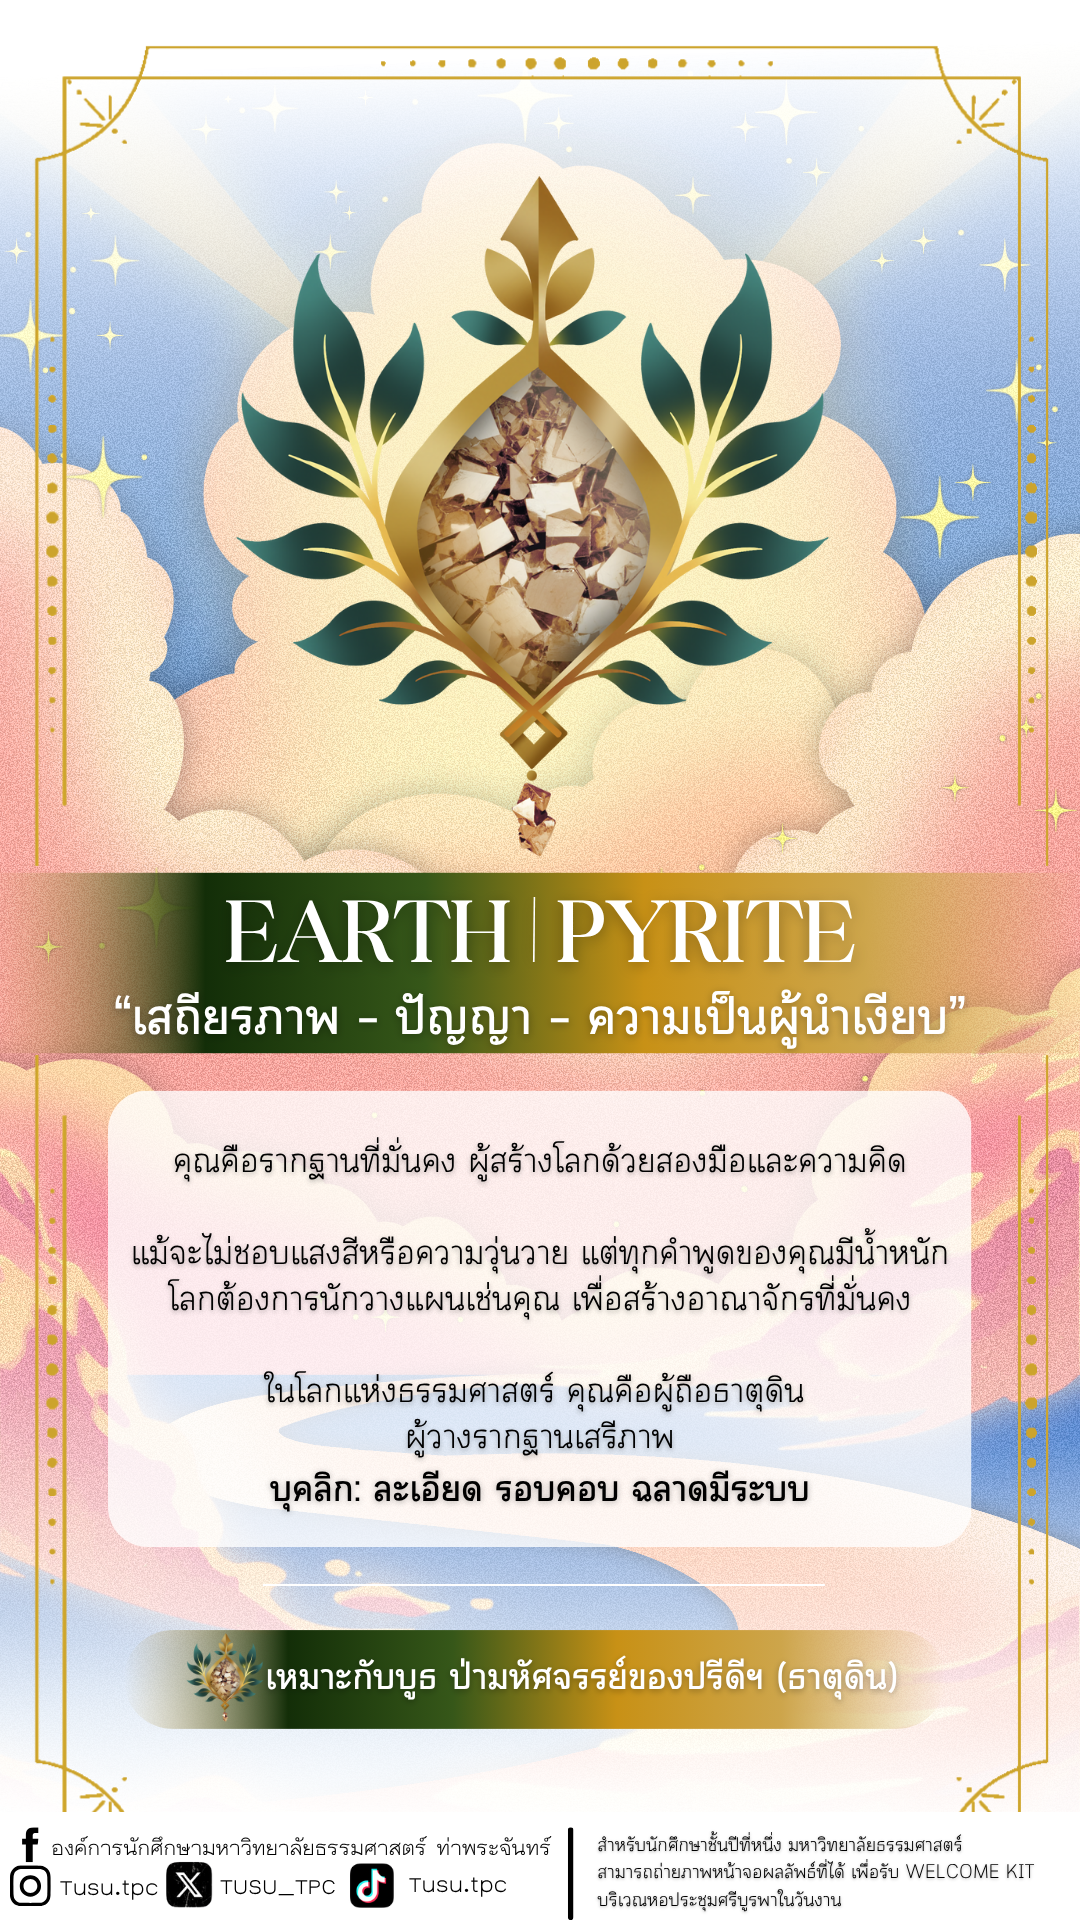 EARTH | PYRITE
“เสถียรภาพ - ปัญญา - ความเป็นผู้นำเงียบ”
คุณคือรากฐานที่มั่นคง ผู้สร้างโลกด้วยสองมือและความคิด
แม้จะไม่ชอบแสงสีหรือความวุ่นวาย แต่ทุกคำพูดของคุณมีน้ำหนัก
โลกต้องการนักวางแผนเช่นคุณ เพื่อสร้างอาณาจักรที่มั่นคง
ในโลกแห่งธรรมศาสตร์ คุณคือผู้ถือธาตุดิน
ผู้วางรากฐานเสรีภาพ
บุคลิก: ละเอียด รอบคอบ ฉลาดมีระบบ
เหมาะกับบูธ ป่ามหัศจรรย์ของปรีดีฯ (ธาตุดิน)
องค์การนักศึกษามหาวิทยาลัยธรรมศาสตร์ ท่าพระจันทร์
Tusu.tpc TUSU_TPC Tusu.tpc
สำหรับนักศึกษาชั้นปีที่หนึ่ง มหาวิทยาลัยธรรมศาสตร์
สามารถถ่ายภาพหน้าจอผลลัพธ์ที่ได้ เพื่อรับ WELCOME KIT
บริเวณหอประชุมศรีบูรพาในวันงาน